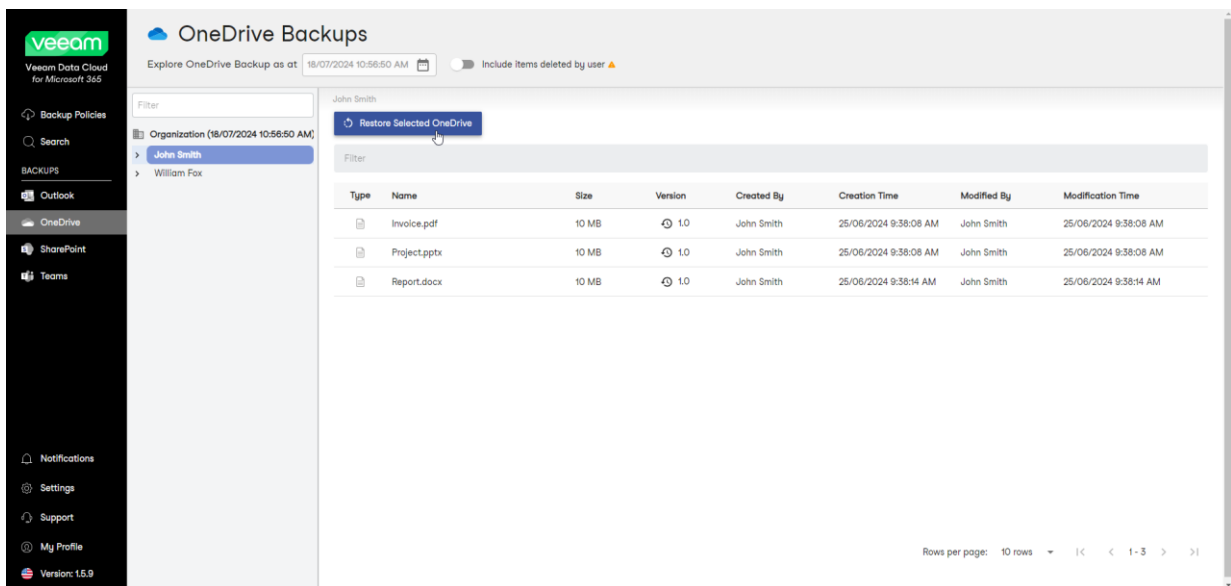 veeam
Veeam Data Cloud
for Microsoft 365
Backup Policies
Search
BACKUPS
Outlook
OneDrive
SharePoint
Teams
Notifications
Settings
Support
My Profile
Version: 1.5.9
OneDrive Backups
Explore OneDrive Backup as at 18/07/2024 10:56:50 AM Include items deleted by user
Filter
Organization (18/07/2024 10:56:50 AM)
John Smith
William Fox
John Smith
Restore Selected OneDrive
Filter
Type Name Size Version Created By Creation Time Modified By Modification Time
Invoice.pdf 10 MB 1.0 John Smith 25/06/2024 9:38:08 AM John Smith 25/06/2024 9:38:08 AM
Project.pptx 10 MB 1.0 John Smith 25/06/2024 9:38:08 AM John Smith 25/06/2024 9:38:08 AM
Report.docx 10 MB 1.0 John Smith 25/06/2024 9:38:14 AM John Smith 25/06/2024 9:38:14 AM
Rows per page: 10 rows 1-3